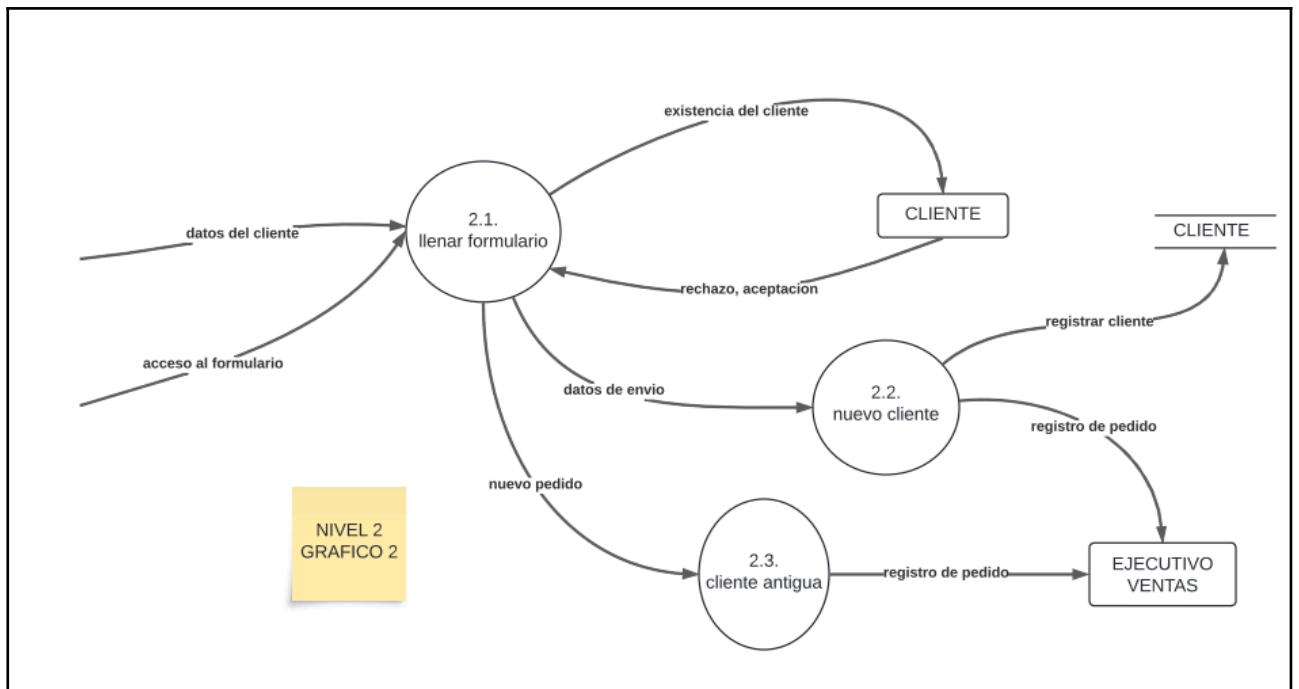 existencia del cliente
CLIENTE
2.1.
llenar formulario
datos del cliente
CLIENTE
rechazo, aceptacion
registrar cliente
acceso al formulario
datos de envio
2.2.
nuevo cliente
registro de pedido
nuevo pedido
NIVEL 2
GRAFICO 2
2.3.
cliente antigua
registro de pedido
EJECUTIVO
VENTAS